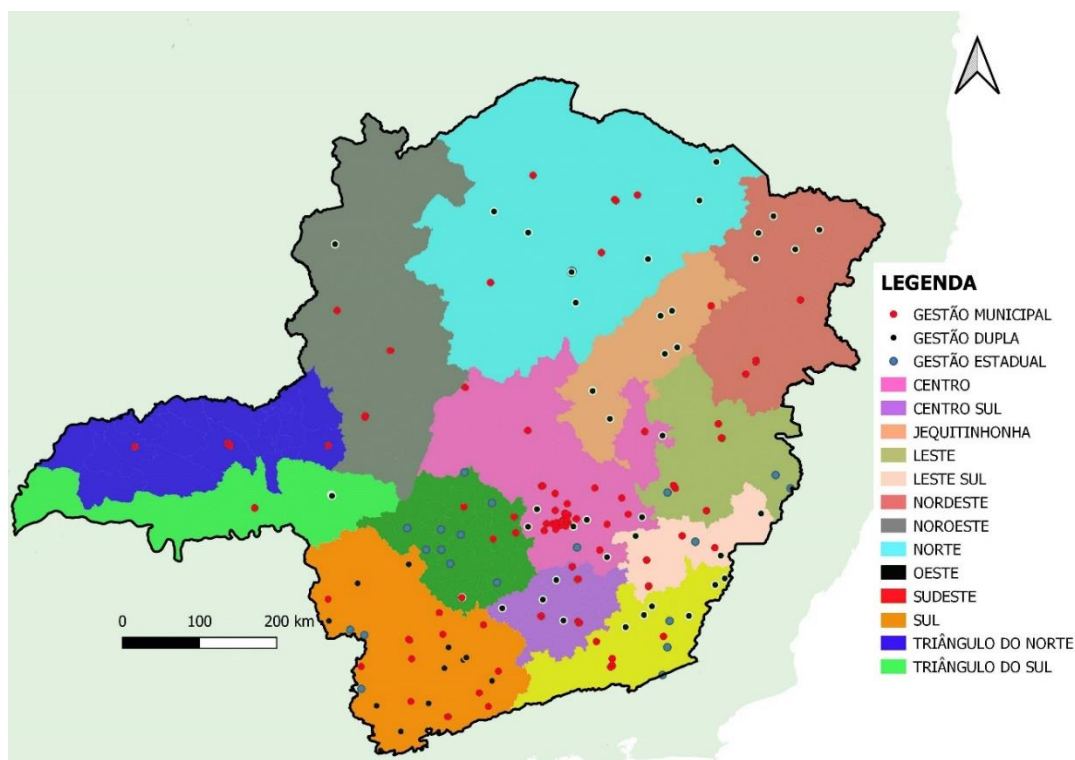 LEGENDA
GESTÃO MUNICIPAL
GESTÃO DUPLA
GESTÃO ESTADUAL
CENTRO
CENTRO SUL
JEQUITINHONHA
LESTE
LESTE SUL
NORDESTE
NOROESTE
NORTE
OESTE
SUDESTE
SUL
TRIÂNGULO DO NORTE
TRIÂNGULO DO SUL
0 100 200 km